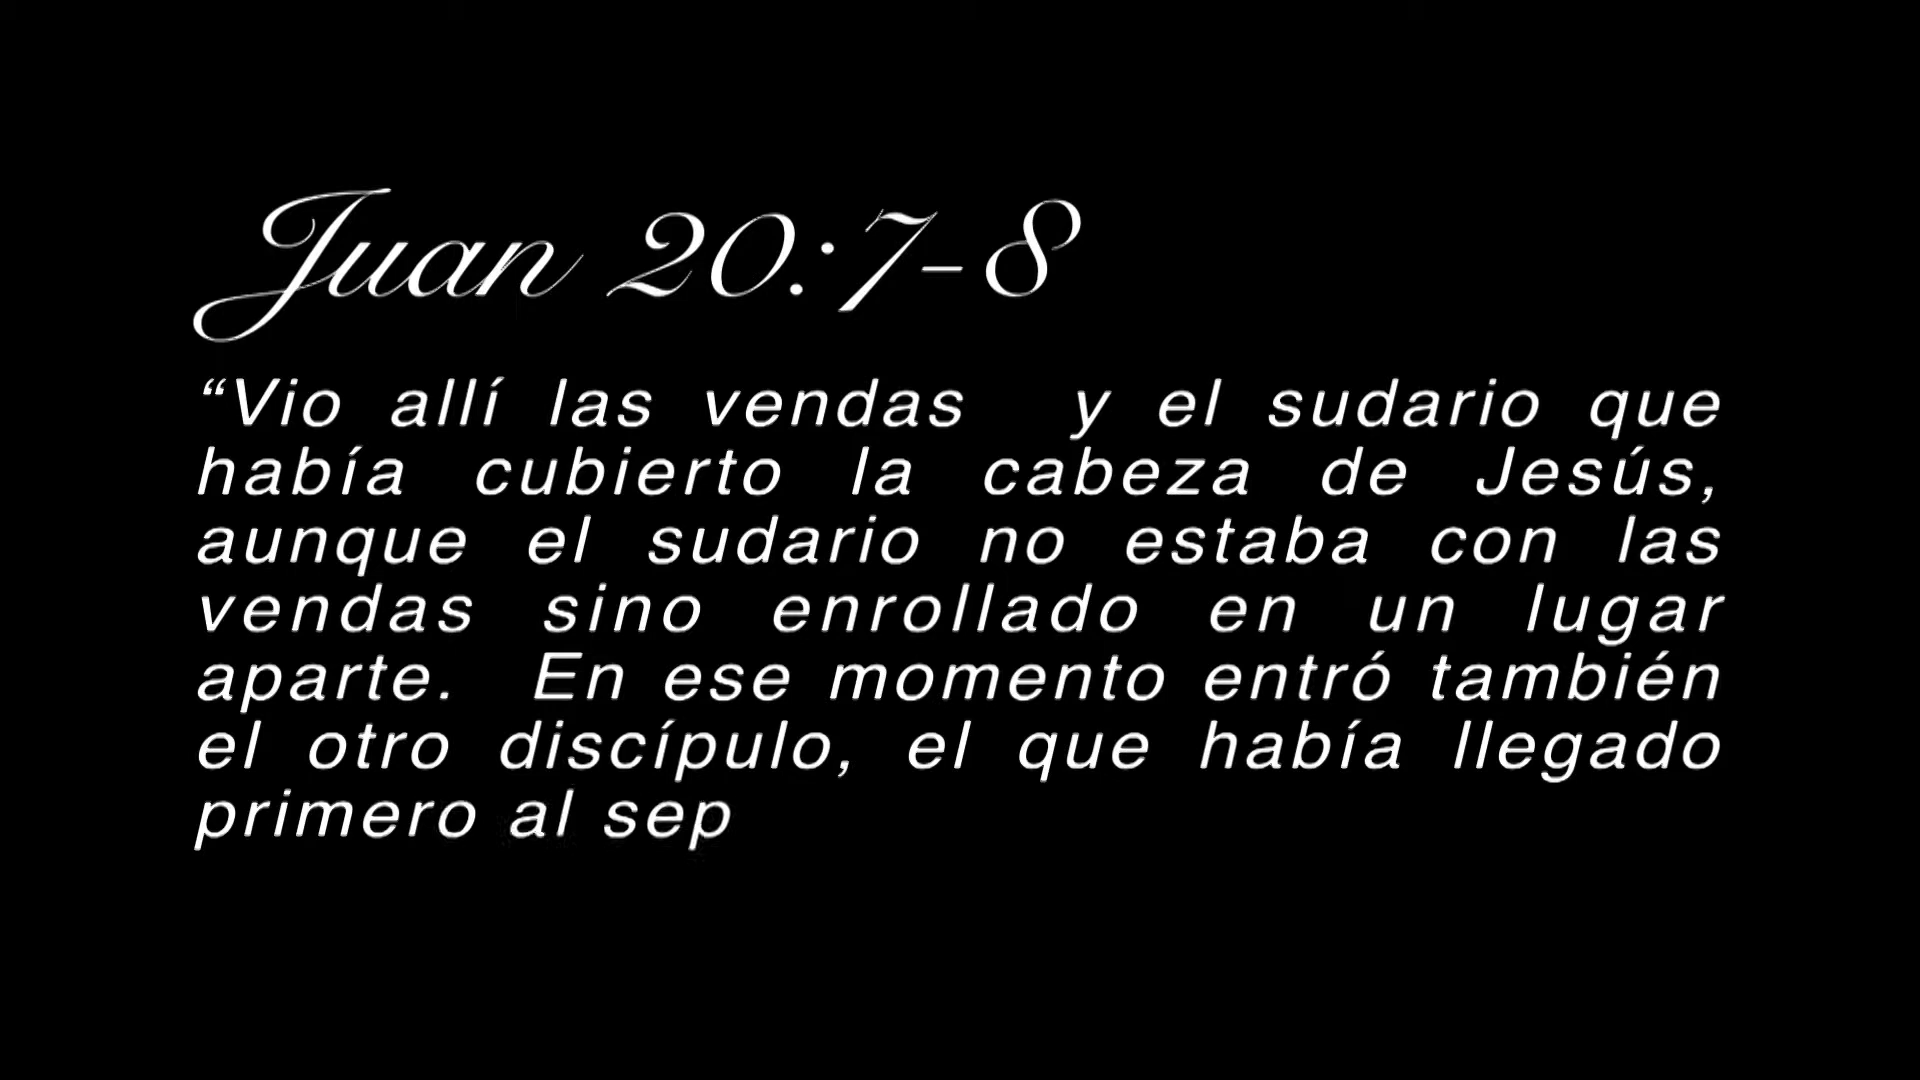 Juan 20:7-8
“Vio allí las vendas y el sudario que
había cubierto la cabeza de Jesús,
aunque el sudario no estaba con las
vendas sino enrollado en un lugar
aparte. En ese momento entró también
el otro discípulo, el que había llegado
primero al sep